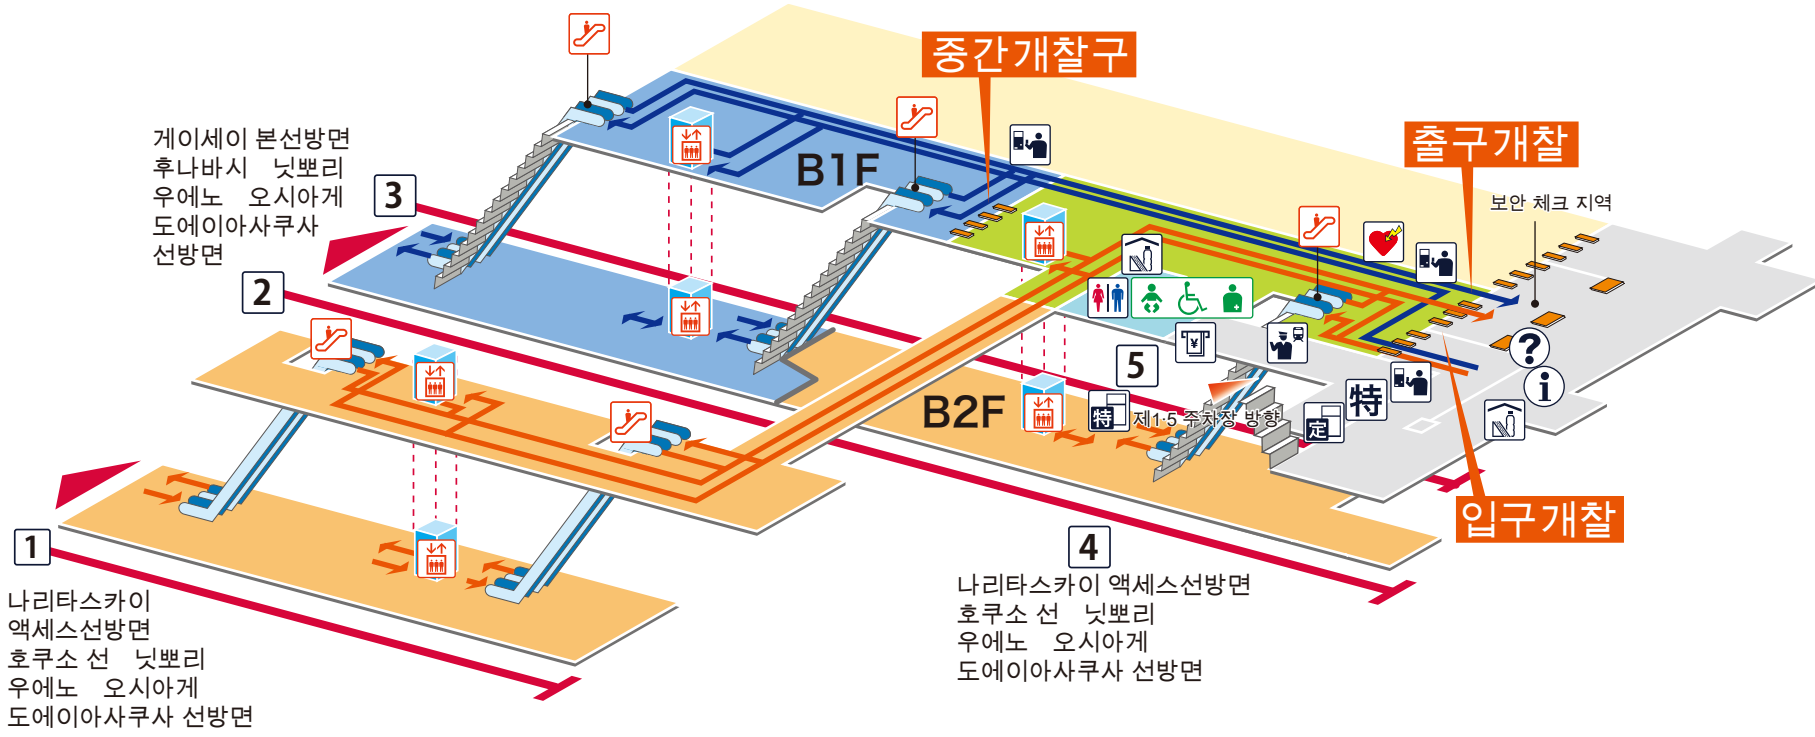 중간개찰구
출구개찰
보안 체크 지역
B1F
게이세이 본선방면
후나바시 닛뽀리
우에노 오시아게
도에이아사쿠사
선방면
3
2
5
B2F
特
제1·5 주차장 방향
定
特
¥
?
i
입구개찰
1
나리타스카이
액세스선방면
호쿠소 선 닛뽀리
우에노 오시아게
도에이아사쿠사 선방면
4
나리타스카이 액세스선방면
호쿠소 선 닛뽀리
우에노 오시아게
도에이아사쿠사 선방면